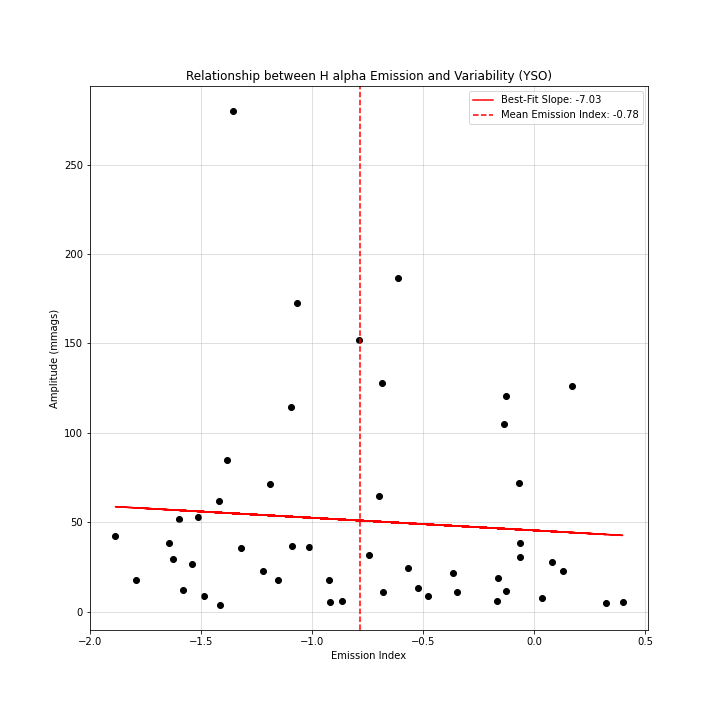 Relationship between H alpha Emission and Variability (YSO)
Best-Fit Slope: -7.03
Mean Emission Index: -0.78
Amplitude (mmags)
250
200
150
100
50
0
−2.0
−1.5
−1.0
−0.5
0.0
0.5
Emission Index